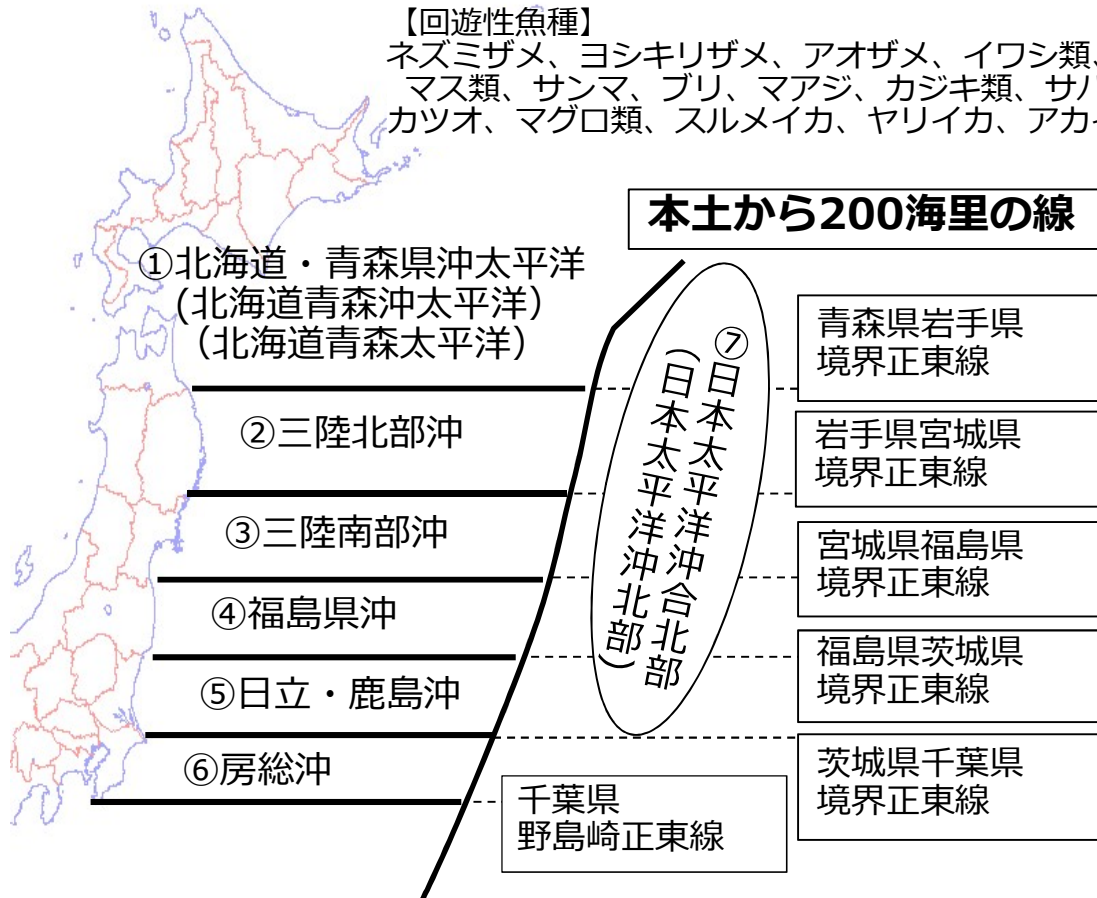 【回遊性魚種】
ネズミザメ、ヨシキリザメ、アオザメ、イワシ類、
マス類、サンマ、ブリ、マアジ、カジキ類、サバ
カツオ、マグロ類、スルメイカ、ヤリイカ、アカイ
本土から200海里の線
①北海道・青森県沖太平洋
(北海道青森沖太平洋)
(北海道青森太平洋)
②三陸北部沖
③三陸南部沖
④福島県沖
⑤日立・鹿島沖
⑥房総沖
⑦日本太平洋沖合北部
(日本太平洋沖北部)
青森県岩手県
境界正東線
岩手県宮城県
境界正東線
宮城県福島県
境界正東線
福島県茨城県
境界正東線
茨城県千葉県
境界正東線
千葉県
野島崎正東線